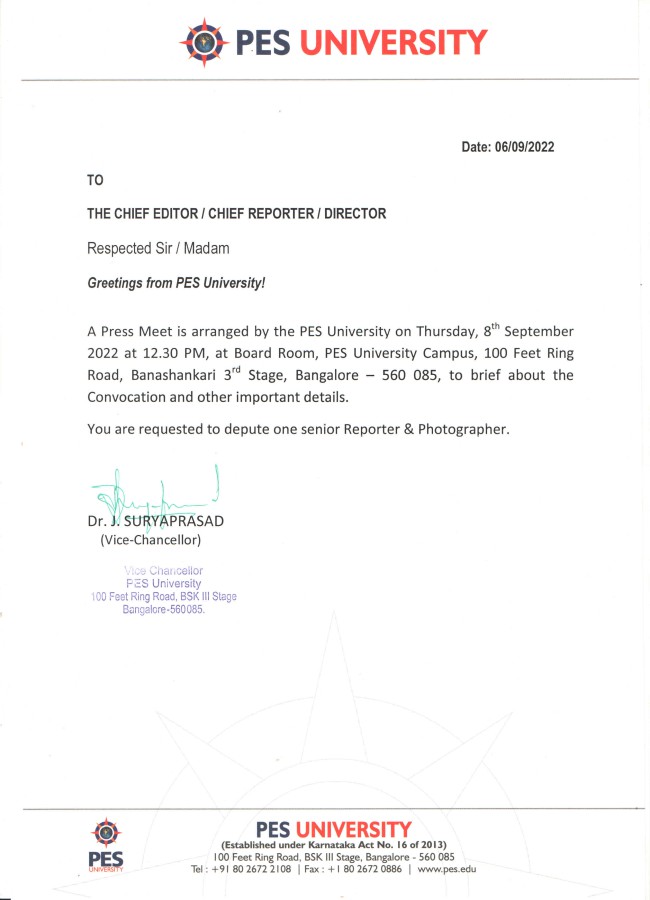 PES UNIVERSITY
Date: 06/09/2022
TO
THE CHIEF EDITOR / CHIEF REPORTER / DIRECTOR
Respected Sir / Madam
Greetings from PES University!
A Press Meet is arranged by the PES University on Thursday, 8th September
2022 at 12.30 PM, at Board Room, PES University Campus, 100 Feet Ring
Road, Banashankari 3rd Stage, Bangalore – 560 085, to brief about the
Convocation and other important details.
You are requested to depute one senior Reporter & Photographer.
Dr. J. SURYAPRASAD
(Vice-Chancellor)
Vice Chancellor
PES University
100 Feet Ring Road, BSK III Stage
Bangalore-560085.
PES
UNIVERSITY
PES UNIVERSITY
(Established under Karnataka Act No. 16 of 2013)
100 Feet Ring Road, BSK III Stage, Bangalore - 560 085
Tel : +91 80 2672 2108 | Fax : +1 80 2672 0886 | www.pes.edu